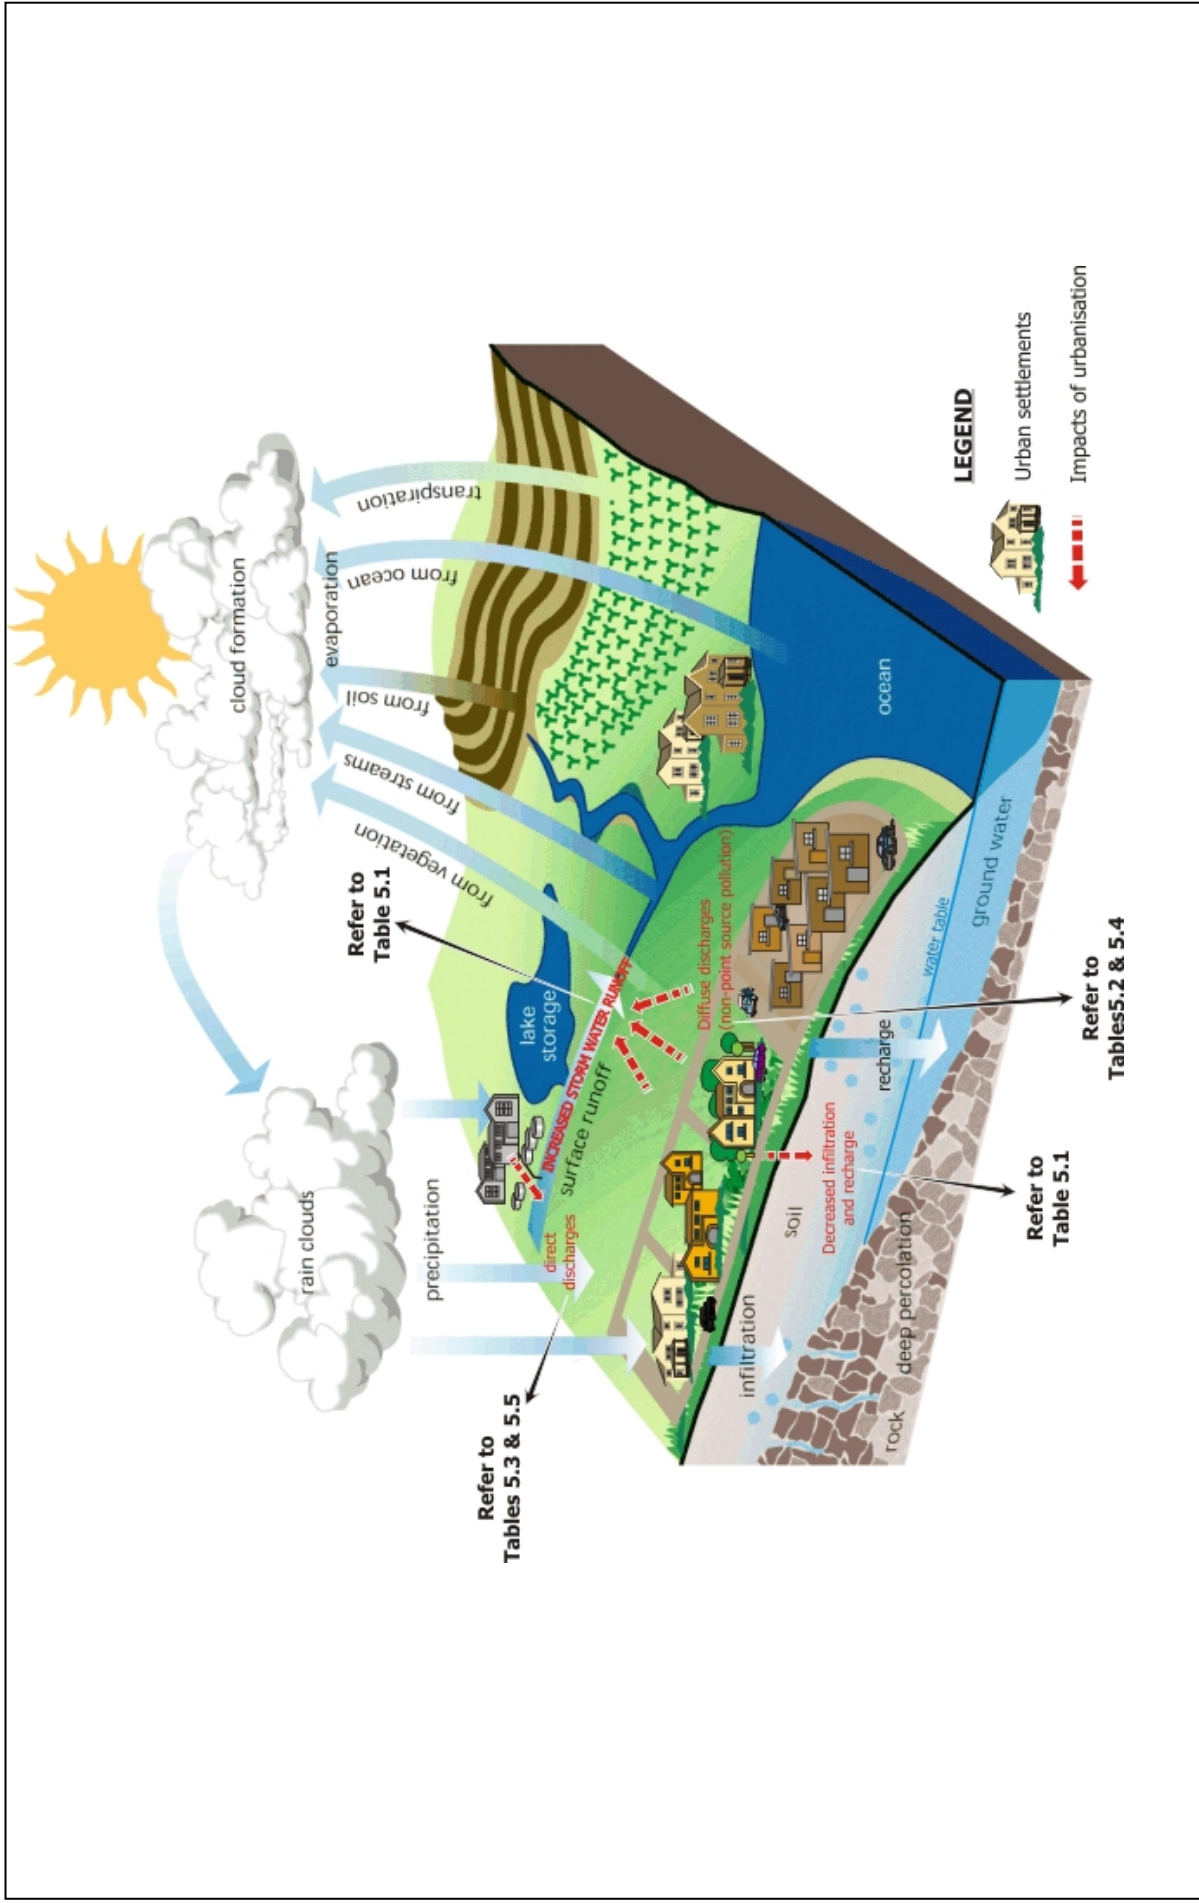 rain clouds
cloud formation
precipitation
evaporation
from vegetation
from streams
from soil
from ocean
transpiration
Refer to
Table 5.1
Refer to
Tables 5.3 & 5.5
direct
discharges
lake
storage
INCREASED STORM WATER RUNOFF
surface runoff
Diffuse discharges
(non-point source pollution)
ocean
infiltration
soil
Decreased infiltration
and recharge
recharge
water table
ground water
rock
deep percolation
Refer to
Table 5.1
Refer to
Tables5.2 & 5.4
LEGEND
Urban settlements
Impacts of urbanisation